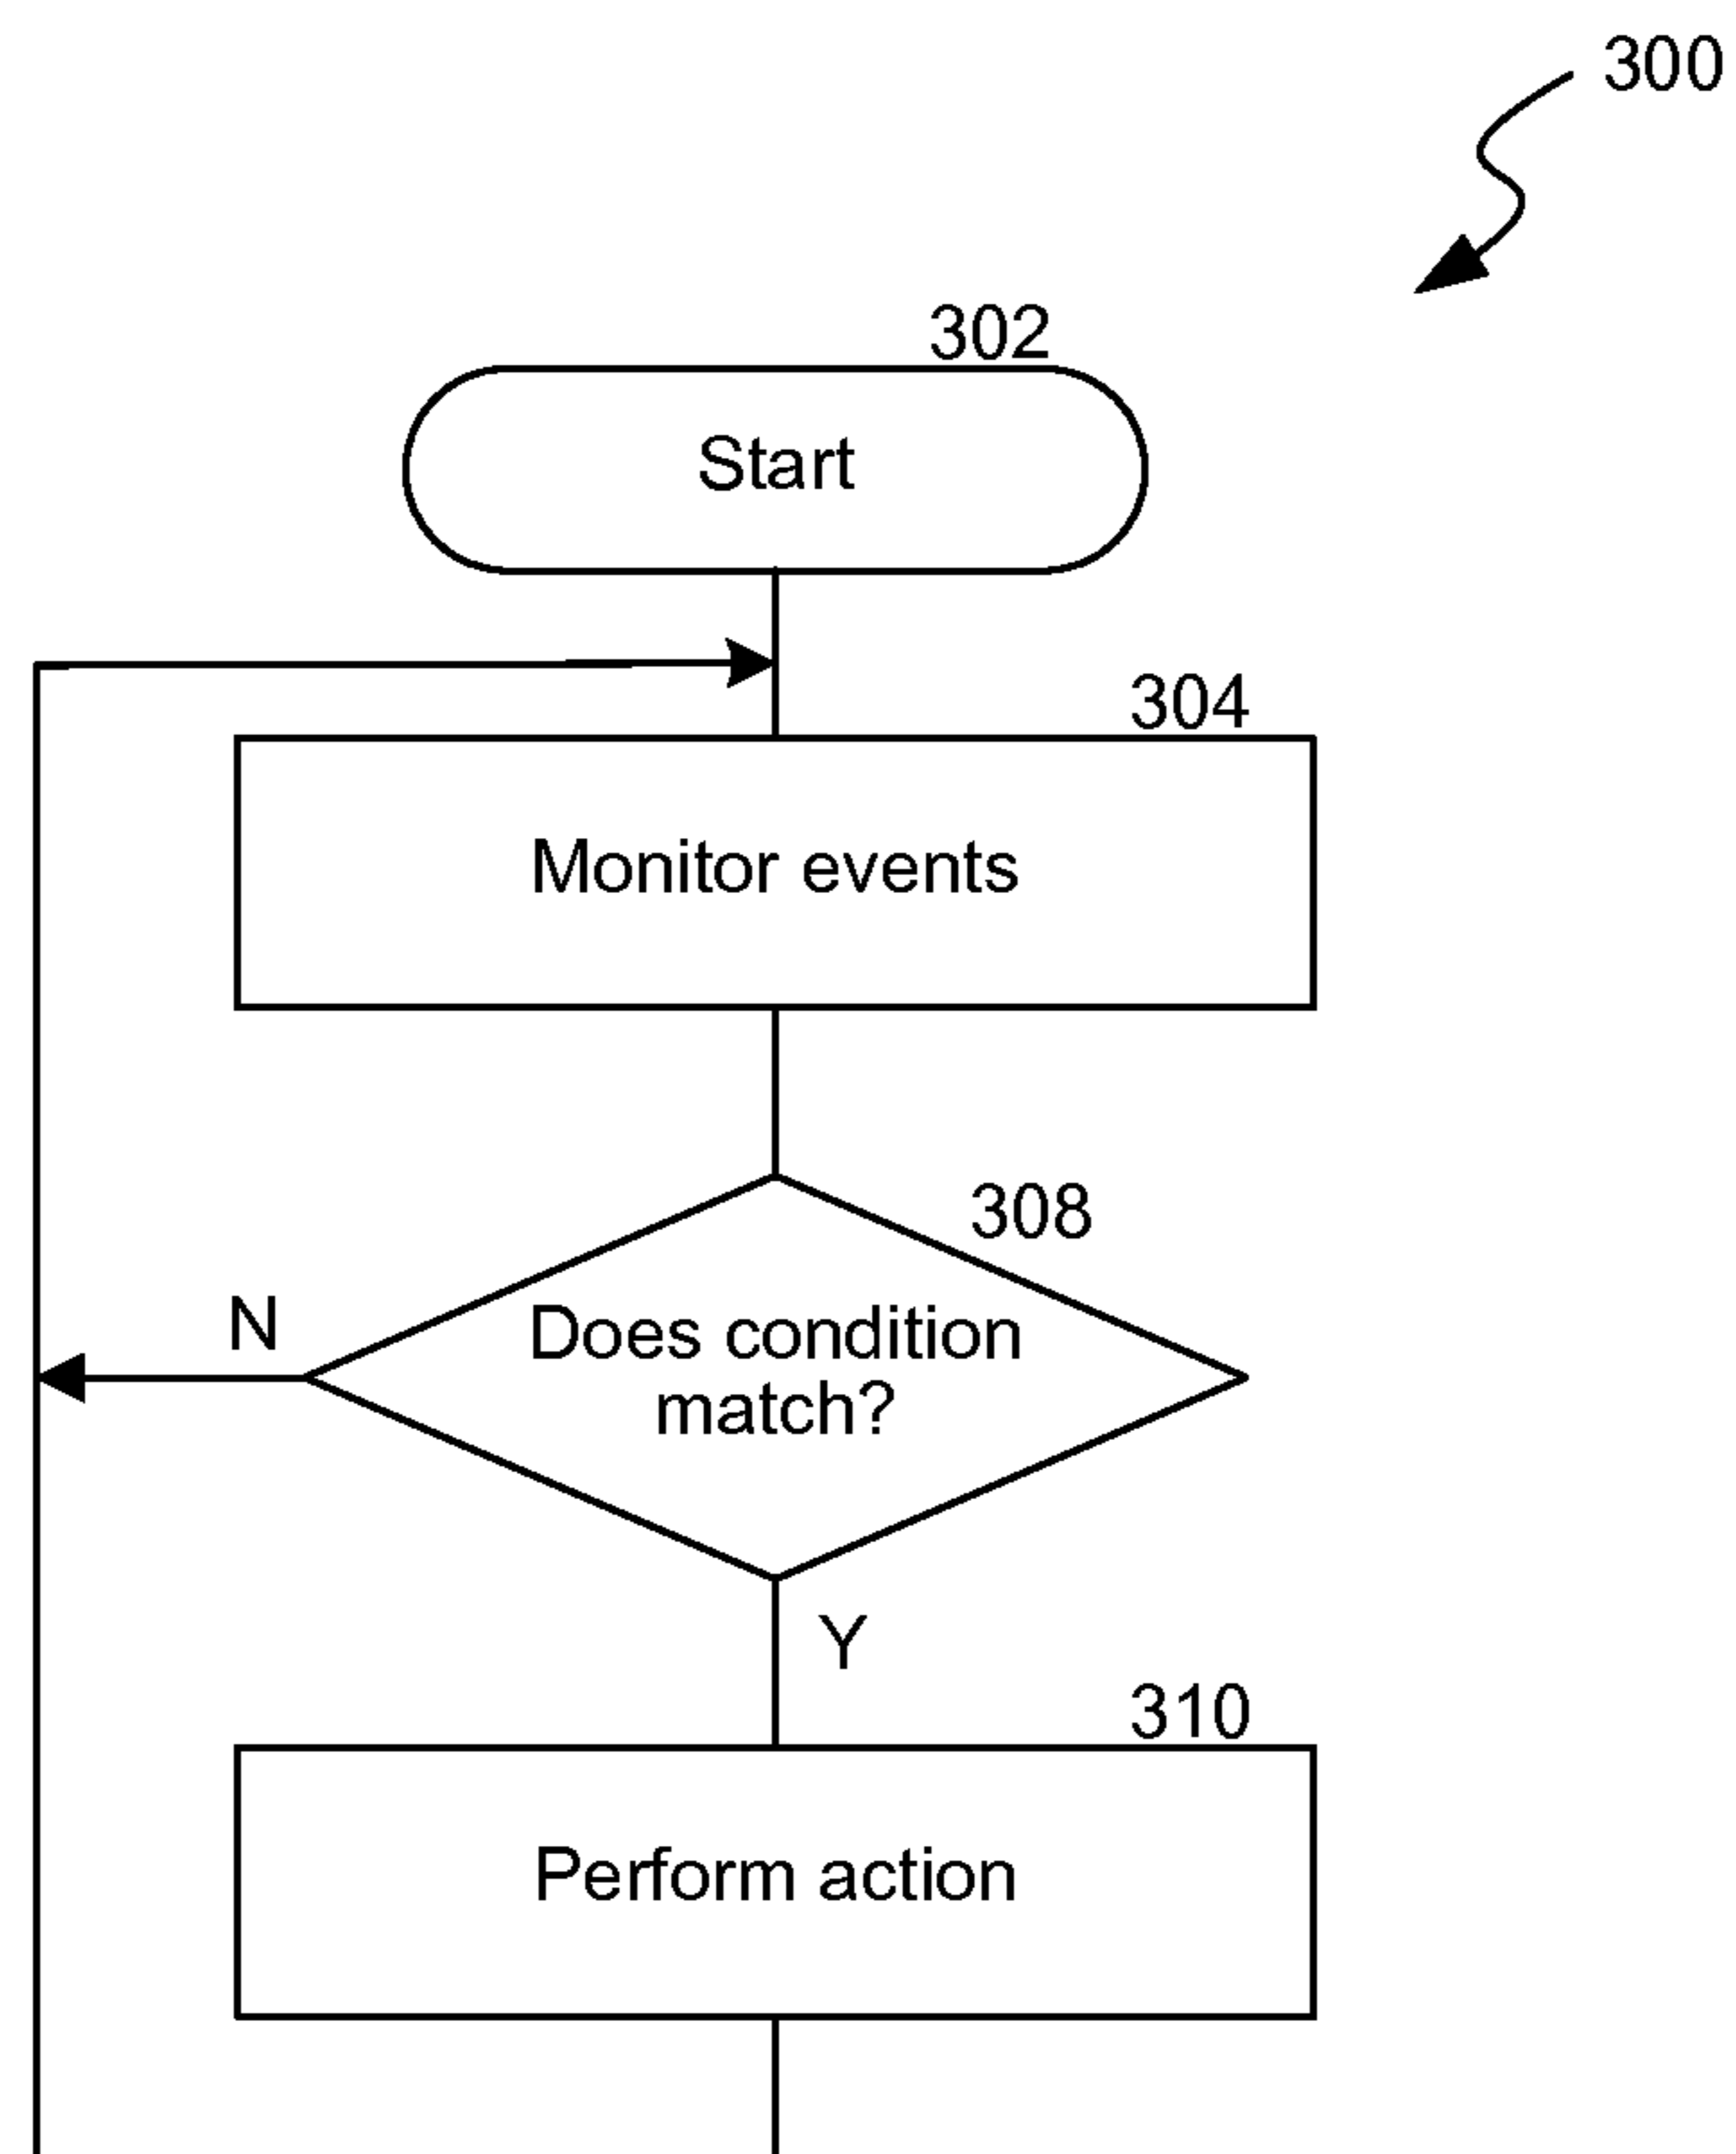 300
302
Start
304
Monitor events
308
Does condition
match?
N
Y
310
Perform action